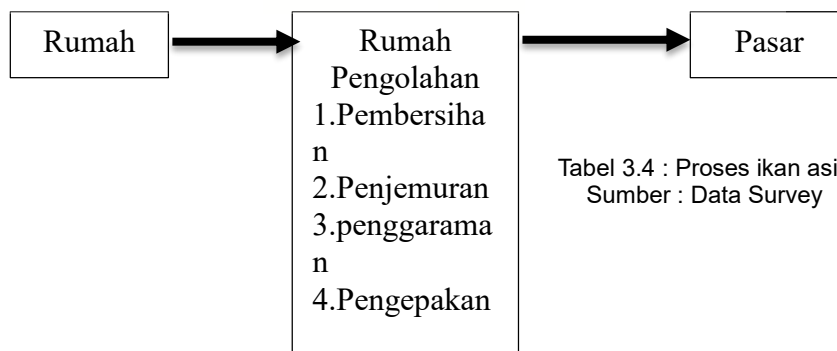 Rumah
Rumah
Pengolahan
1.Pembersiha
n
2.Penjemuran
3.penggarama
n
4.Pengepakan
Pasar
Tabel 3.4 : Proses ikan asi
Sumber : Data Survey